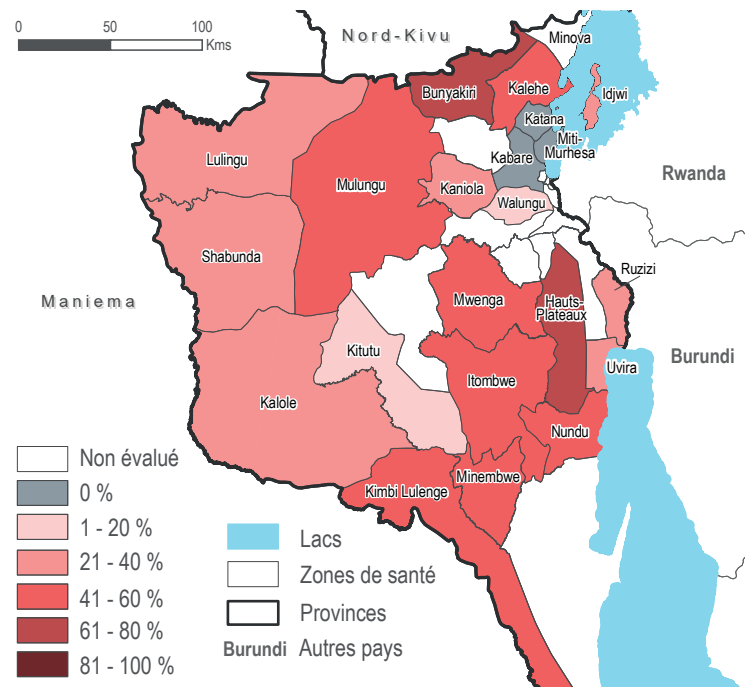 0 50 100
Kms
Nord-Kivu
Minova
Bunyakiri
Kalehe
Idjwi
Katana
Miti-
Murhesa
Kabare
Lulingu
Mulungu
Kaniola
Walungu
Rwanda
Shabunda
Ruzizi
Maniema
Mwenga
Hauts-
Plateaux
Kitutu
Burundi
Uvira
Itombwe
Kalole
Nundu
Minembwe
Kimbi Lulenge
Non évalué
0 %
1 - 20 %
21 - 40 %
41 - 60 %
61 - 80 %
81 - 100 %
Lacs
Zones de santé
Provinces
Burundi Autres pays